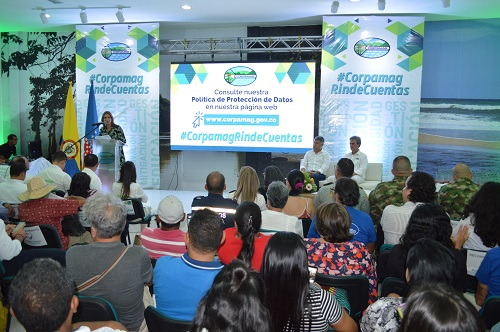 #Corpamag
RindeCuentas
Consulte nuestra
Política de Protección de Datos
en nuestra página
web
www.corpamag.gov.co
#CorpamagRindeCuentas
#Corpamag
RindeCuentas